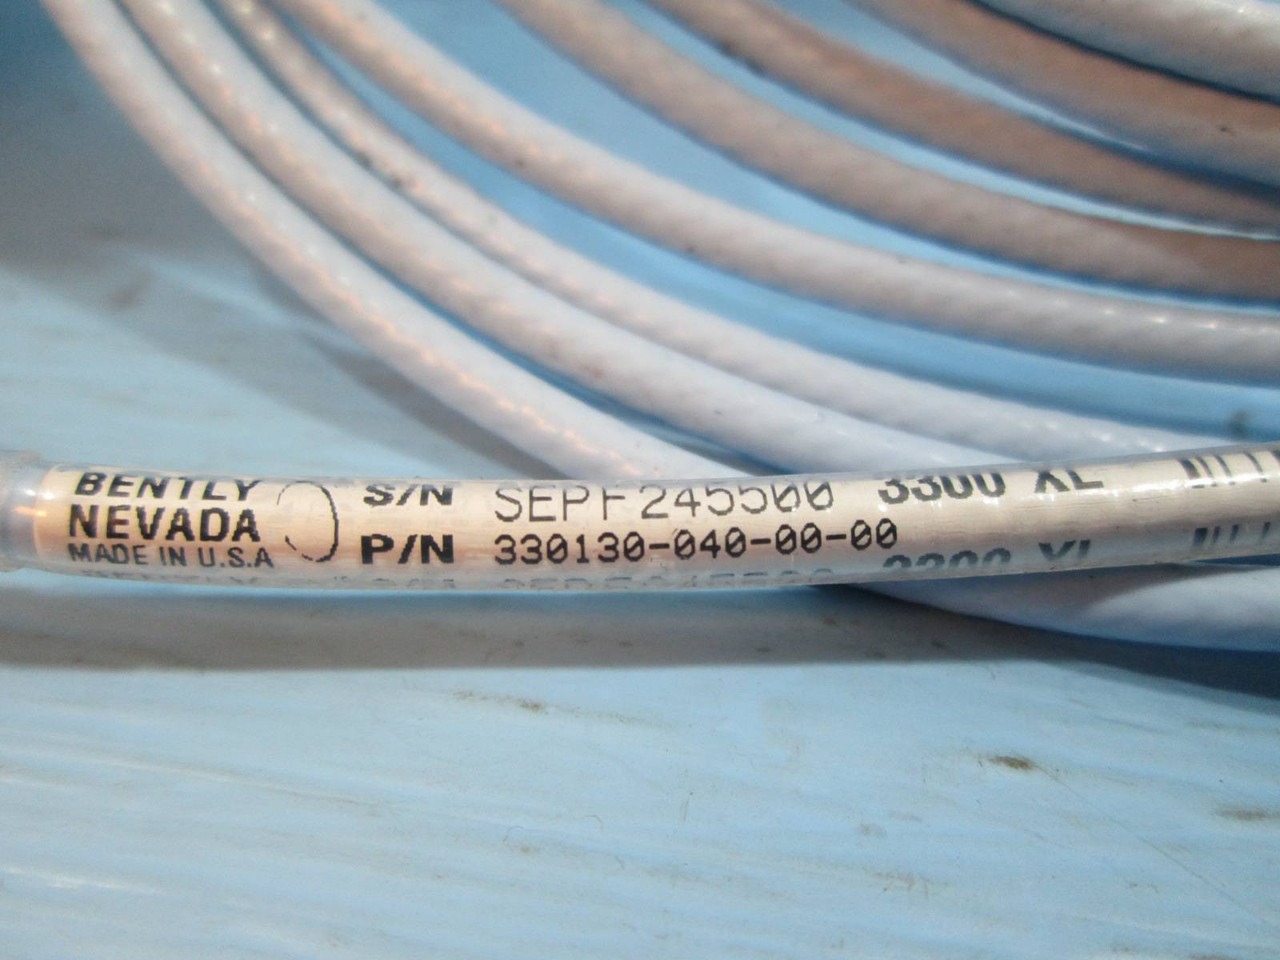 BENTLY
NEVADA
MADE IN U.S.A
S/N SEPF245500 3300 XL
P/N 330130-040-00-00